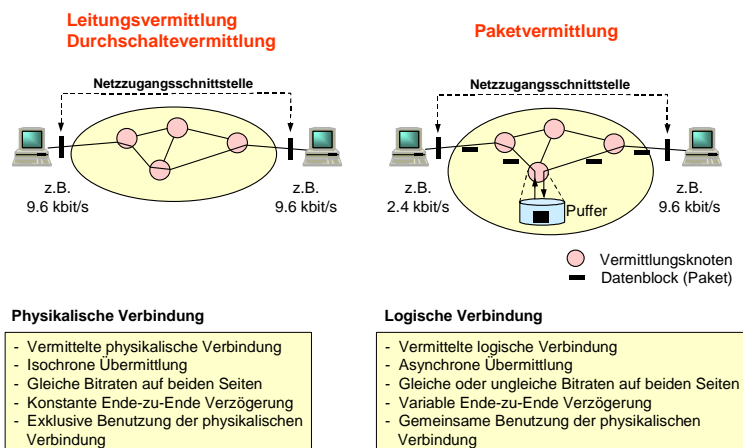 Leitungsvermittlung
Durchschaltevermittlung
Netzzugangsschnittstelle
z.B.
9.6 kbit/s
z.B.
9.6 kbit/s
Paketvermittlung
Netzzugangsschnittstelle
z.B.
2.4 kbit/s
Puffer
z.B.
9.6 kbit/s
Vermittlungsknoten
Datenblock (Paket)
Physikalische Verbindung
- Vermittelte physikalische Verbindung
- Isochrone Übermittlung
- Gleiche Bitraten auf beiden Seiten
- Konstante Ende-zu-Ende Verzögerung
- Exklusive Benutzung der physikalischen
Verbindung
Logische Verbindung
- Vermittelte logische Verbindung
- Asynchrone Übermittlung
- Gleiche oder ungleiche Bitraten auf beiden Seiten
- Variable Ende-zu-Ende Verzögerung
- Gemeinsame Benutzung der physikalischen
Verbindung